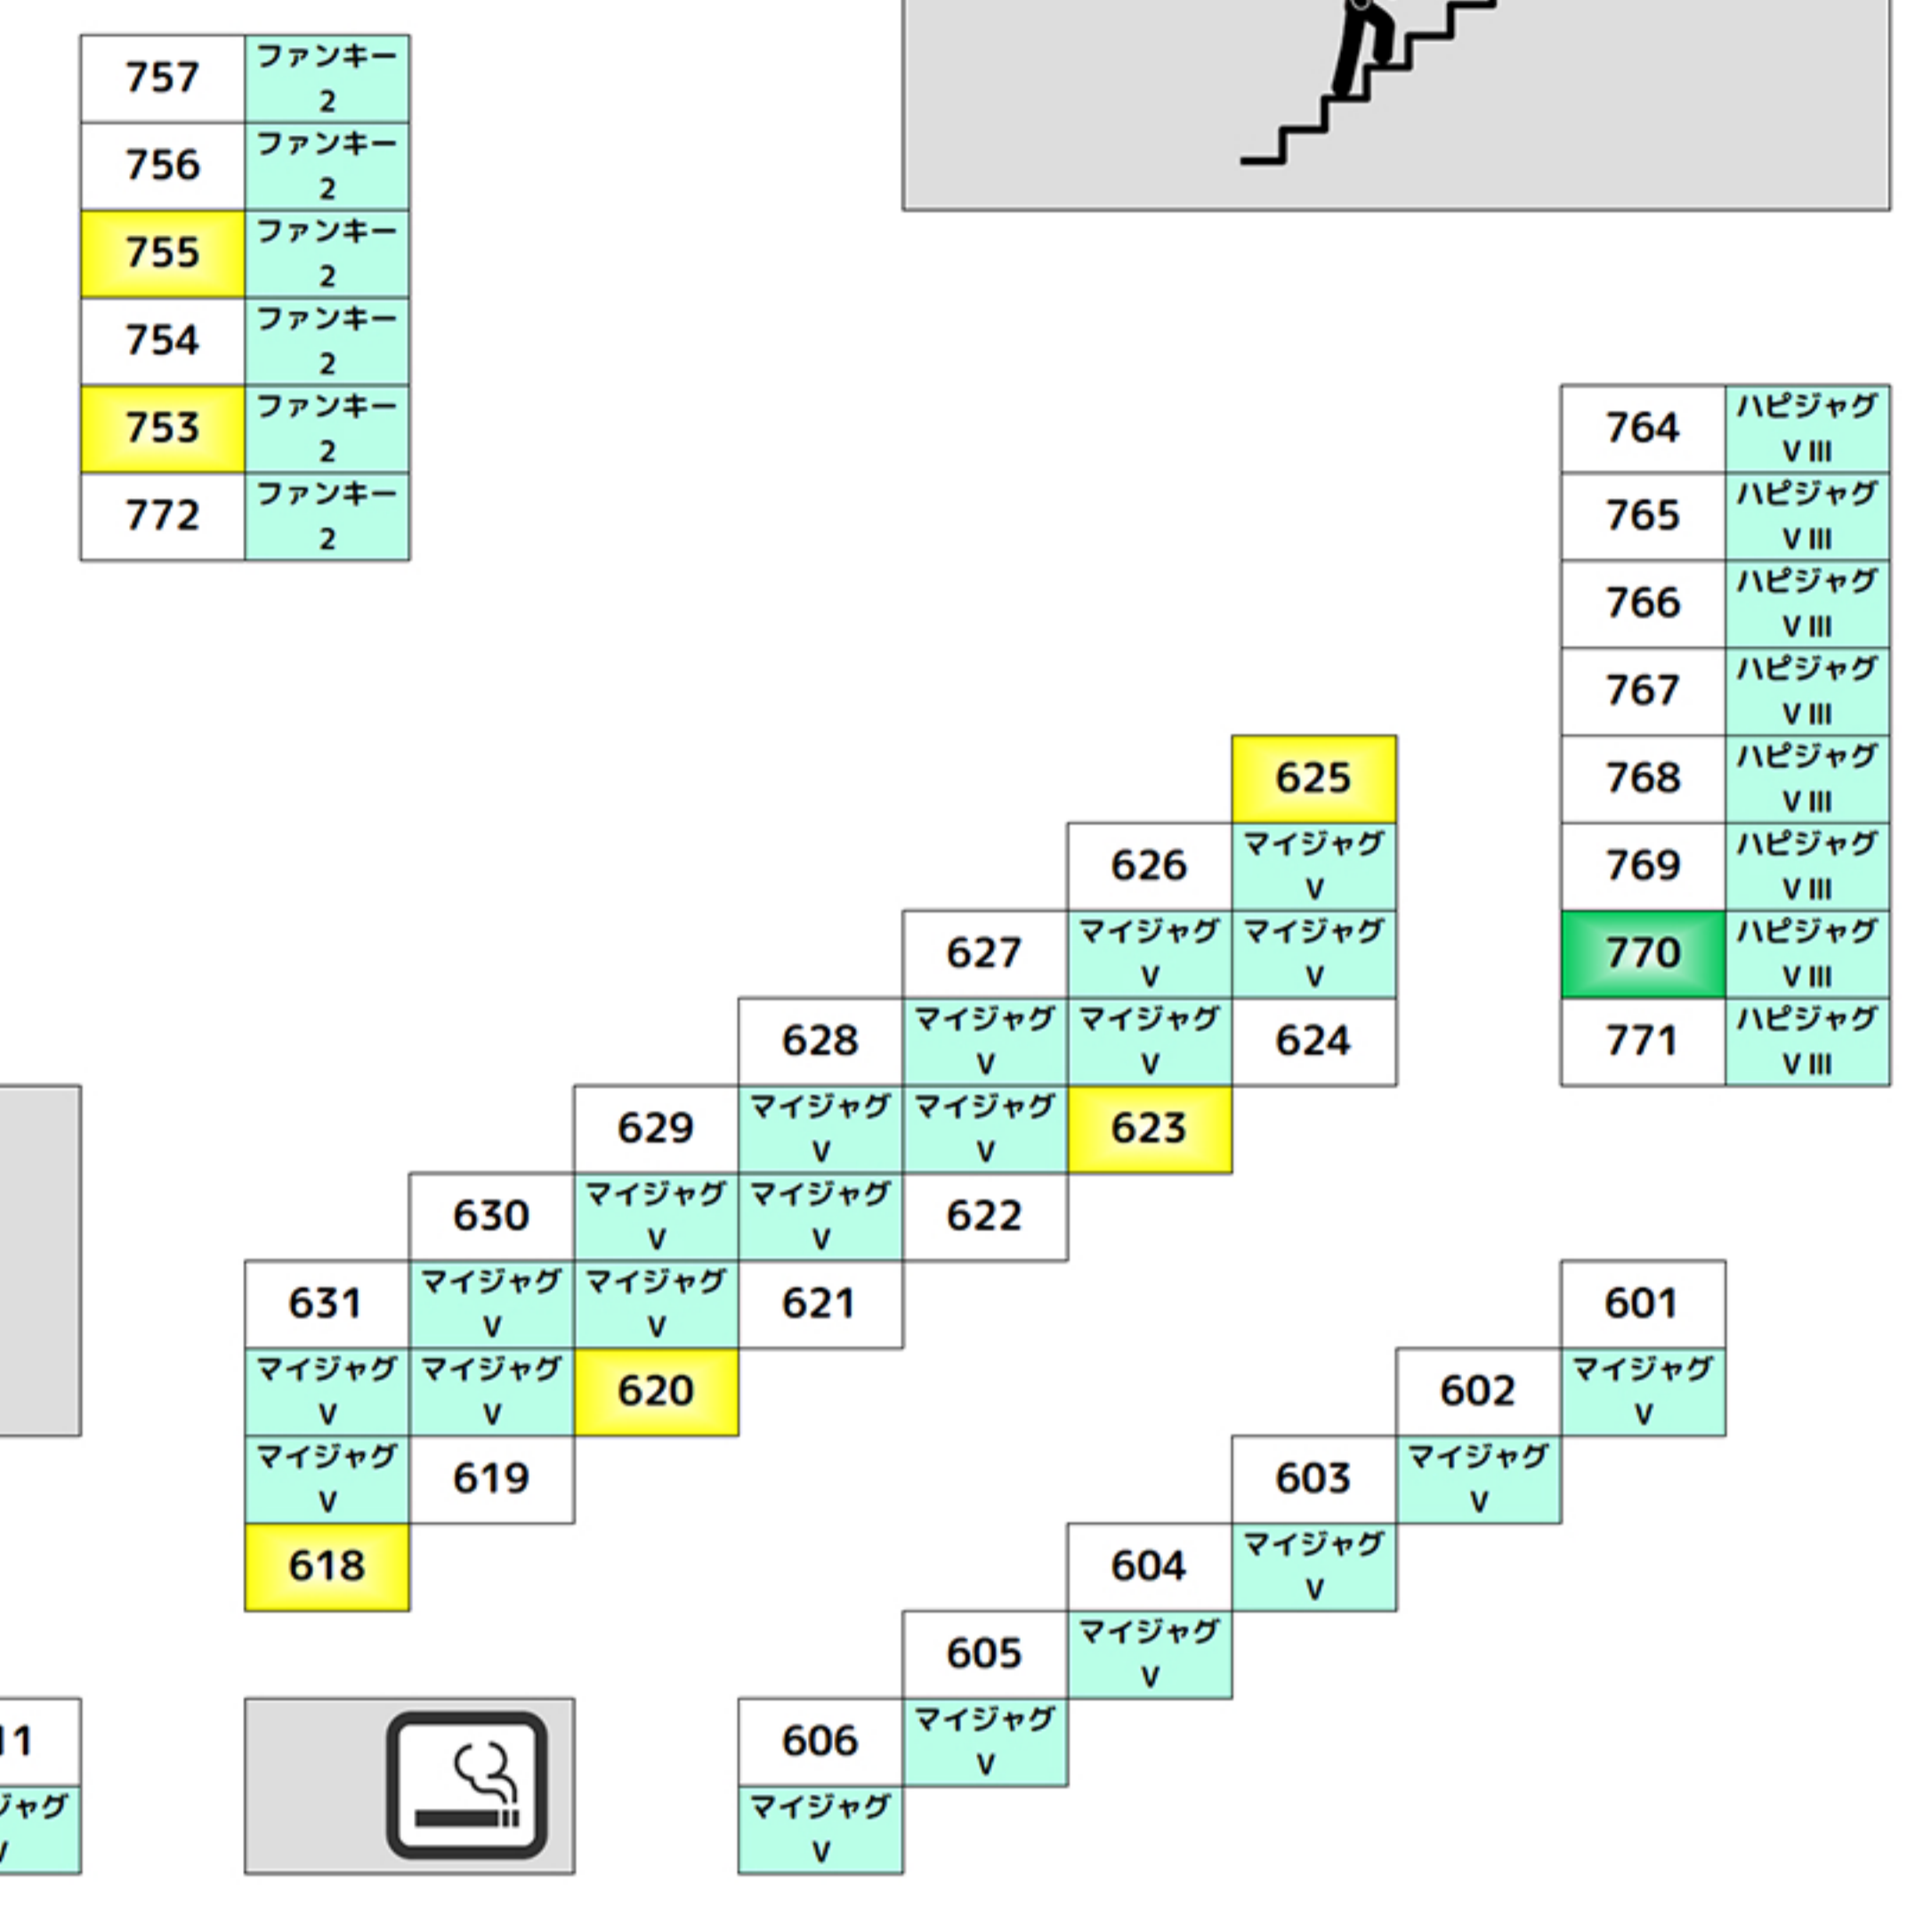 757
ファンキー
2
756
ファンキー
2
755
ファンキー
2
754
ファンキー
2
753
ファンキー
2
772
ファンキー
2
764
ハピジャグ
V III
765
ハピジャグ
V III
766
ハピジャグ
V III
767
ハピジャグ
V III
768
ハピジャグ
V III
769
ハピジャグ
V III
770
ハピジャグ
V III
771
ハピジャグ
V III
625
マイジャグ
V
626
マイジャグ
V
627
マイジャグ
V
628
マイジャグ
V
629
マイジャグ
V
630
マイジャグ
V
631
マイジャグ
V
マイジャグ
V
624
マイジャグ
V
623
マイジャグ
V
622
マイジャグ
V
621
マイジャグ
V
620
マイジャグ
V
619
マイジャグ
V
618
601
マイジャグ
V
602
マイジャグ
V
603
マイジャグ
V
604
マイジャグ
V
605
マイジャグ
V
606
マイジャグ
V
11
ジャグ
V